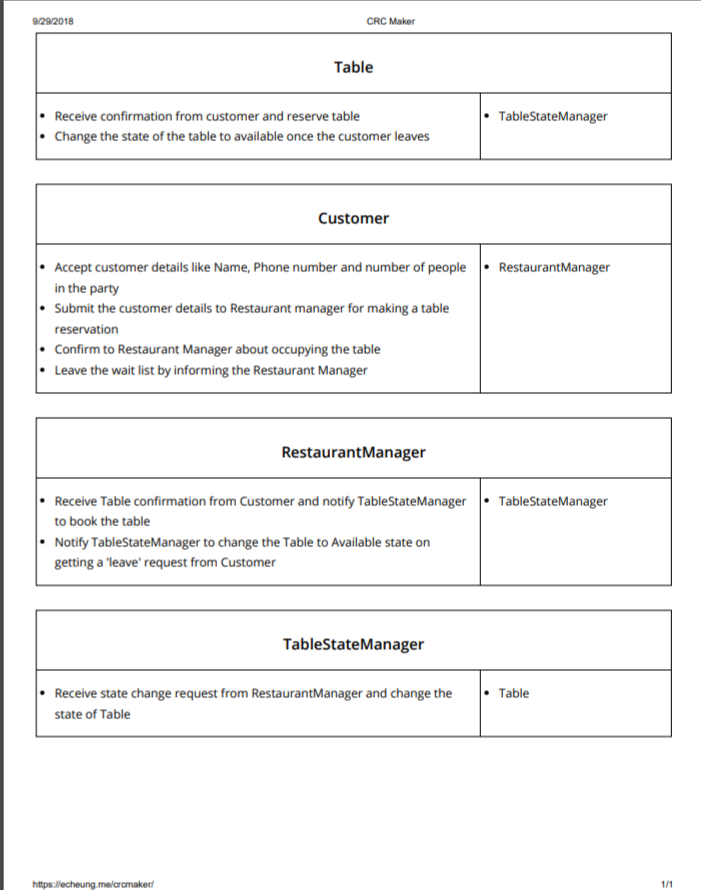 9/29/2018 CRC Maker
Table
• Receive confirmation from customer and reserve table
• Change the state of the table to available once the customer leaves
• TableStateManager
Customer
• Accept customer details like Name, Phone number and number of people
in the party
• Submit the customer details to Restaurant manager for making a table
reservation
• Confirm to Restaurant Manager about occupying the table
• Leave the wait list by informing the Restaurant Manager
• RestaurantManager
RestaurantManager
• Receive Table confirmation from Customer and notify TableStateManager
to book the table
• Notify TableStateManager to change the Table to Available state on
getting a 'leave' request from Customer
• TableStateManager
TableStateManager
• Receive state change request from RestaurantManager and change the
state of Table
• Table
https://echeung.me/crcmaker/ 1/1